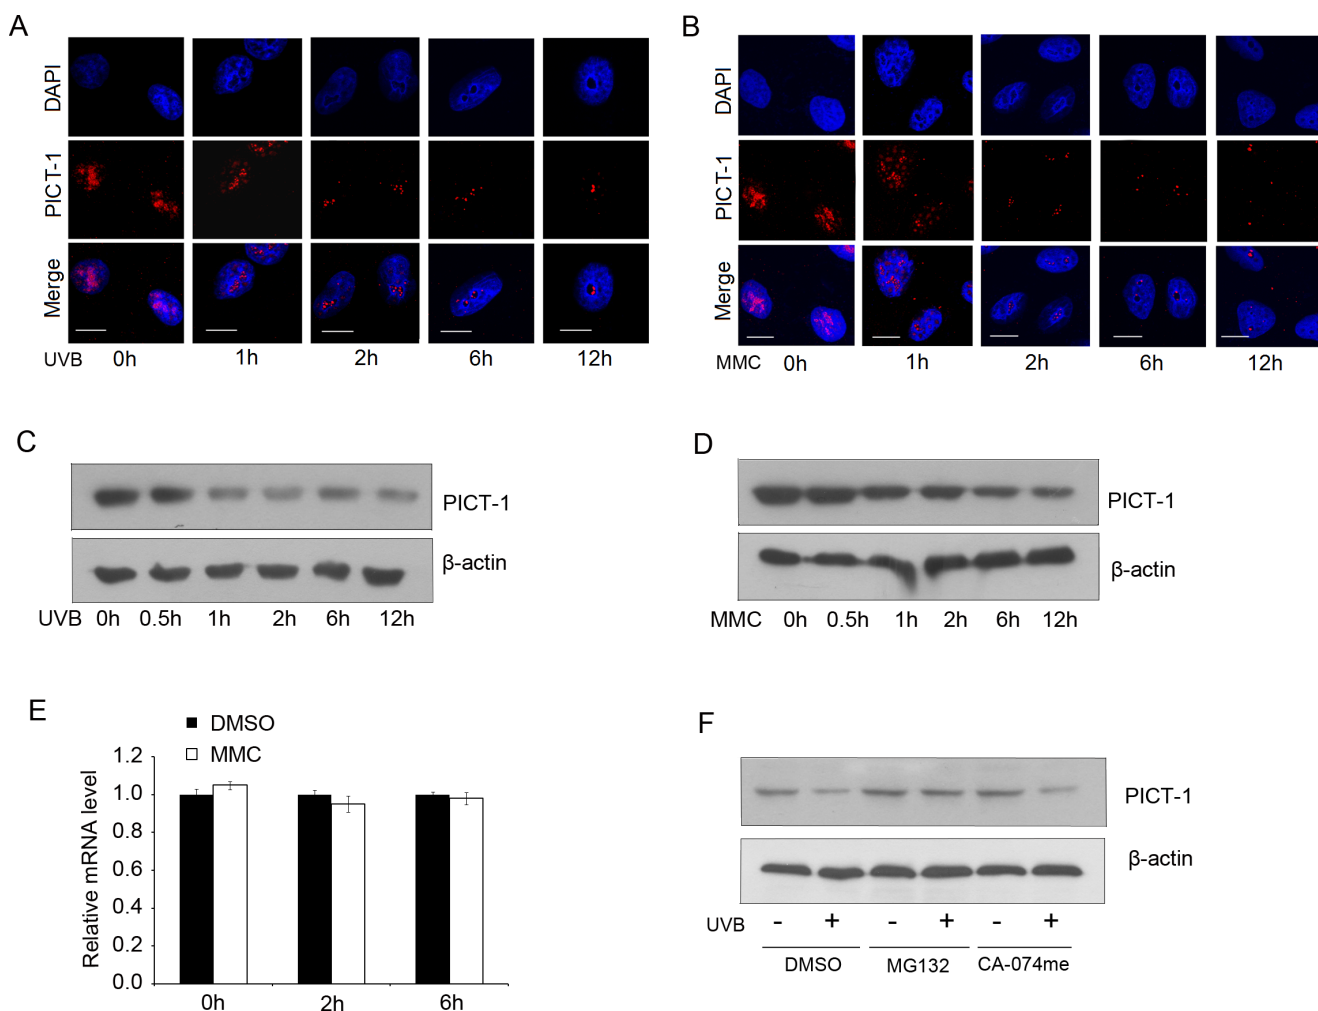 A
DAPI
PICT-1
Merge
UVB 0h 1h 2h 6h 12h
B
DAPI
PICT-1
Merge
MMC 0h 1h 2h 6h 12h
C
PICT-1
β-actin
UVB 0h 0.5h 1h 2h 6h 12h
D
PICT-1
β-actin
MMC 0h 0.5h 1h 2h 6h 12h
E
DMSO
MMC
Relative mRNA level
1.2
1.0
0.8
0.6
0.4
0.2
0.0
0h 2h 6h
F
PICT-1
β-actin
UVB - + - + - +
DMSO MG132 CA-074me